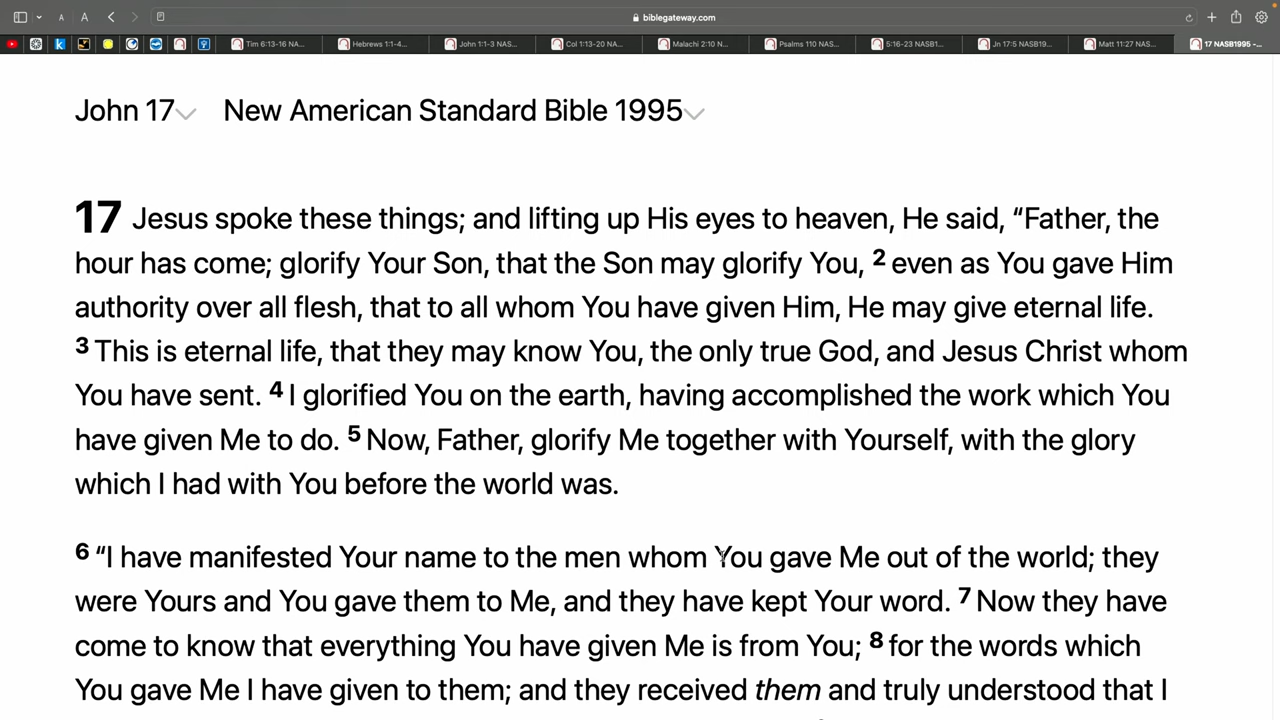 A A biblegateway.com
Tim 6:13-16 NA... Hebrews 1:1-4... John 1:1-3 NAS... Col 1:13-20 NA... Malachi 2:10 N... Psalms 110 NAS... 5:16-23 NASB1... Jn 17:5 NASB19... Matt 11:27 NAS... 17 NASB1995 -...
John 17 New American Standard Bible 1995
17 Jesus spoke these things; and lifting up His eyes to heaven, He said, “Father, the
hour has come; glorify Your Son, that the Son may glorify You, 2 even as You gave Him
authority over all flesh, that to all whom You have given Him, He may give eternal life.
3 This is eternal life, that they may know You, the only true God, and Jesus Christ whom
You have sent. 4 I glorified You on the earth, having accomplished the work which You
have given Me to do. 5 Now, Father, glorify Me together with Yourself, with the glory
which I had with You before the world was.
6 “I have manifested Your name to the men whom You gave Me out of the world; they
were Yours and You gave them to Me, and they have kept Your word. 7 Now they have
come to know that everything You have given Me is from You; 8 for the words which
You gave Me I have given to them; and they received them and truly understood that I